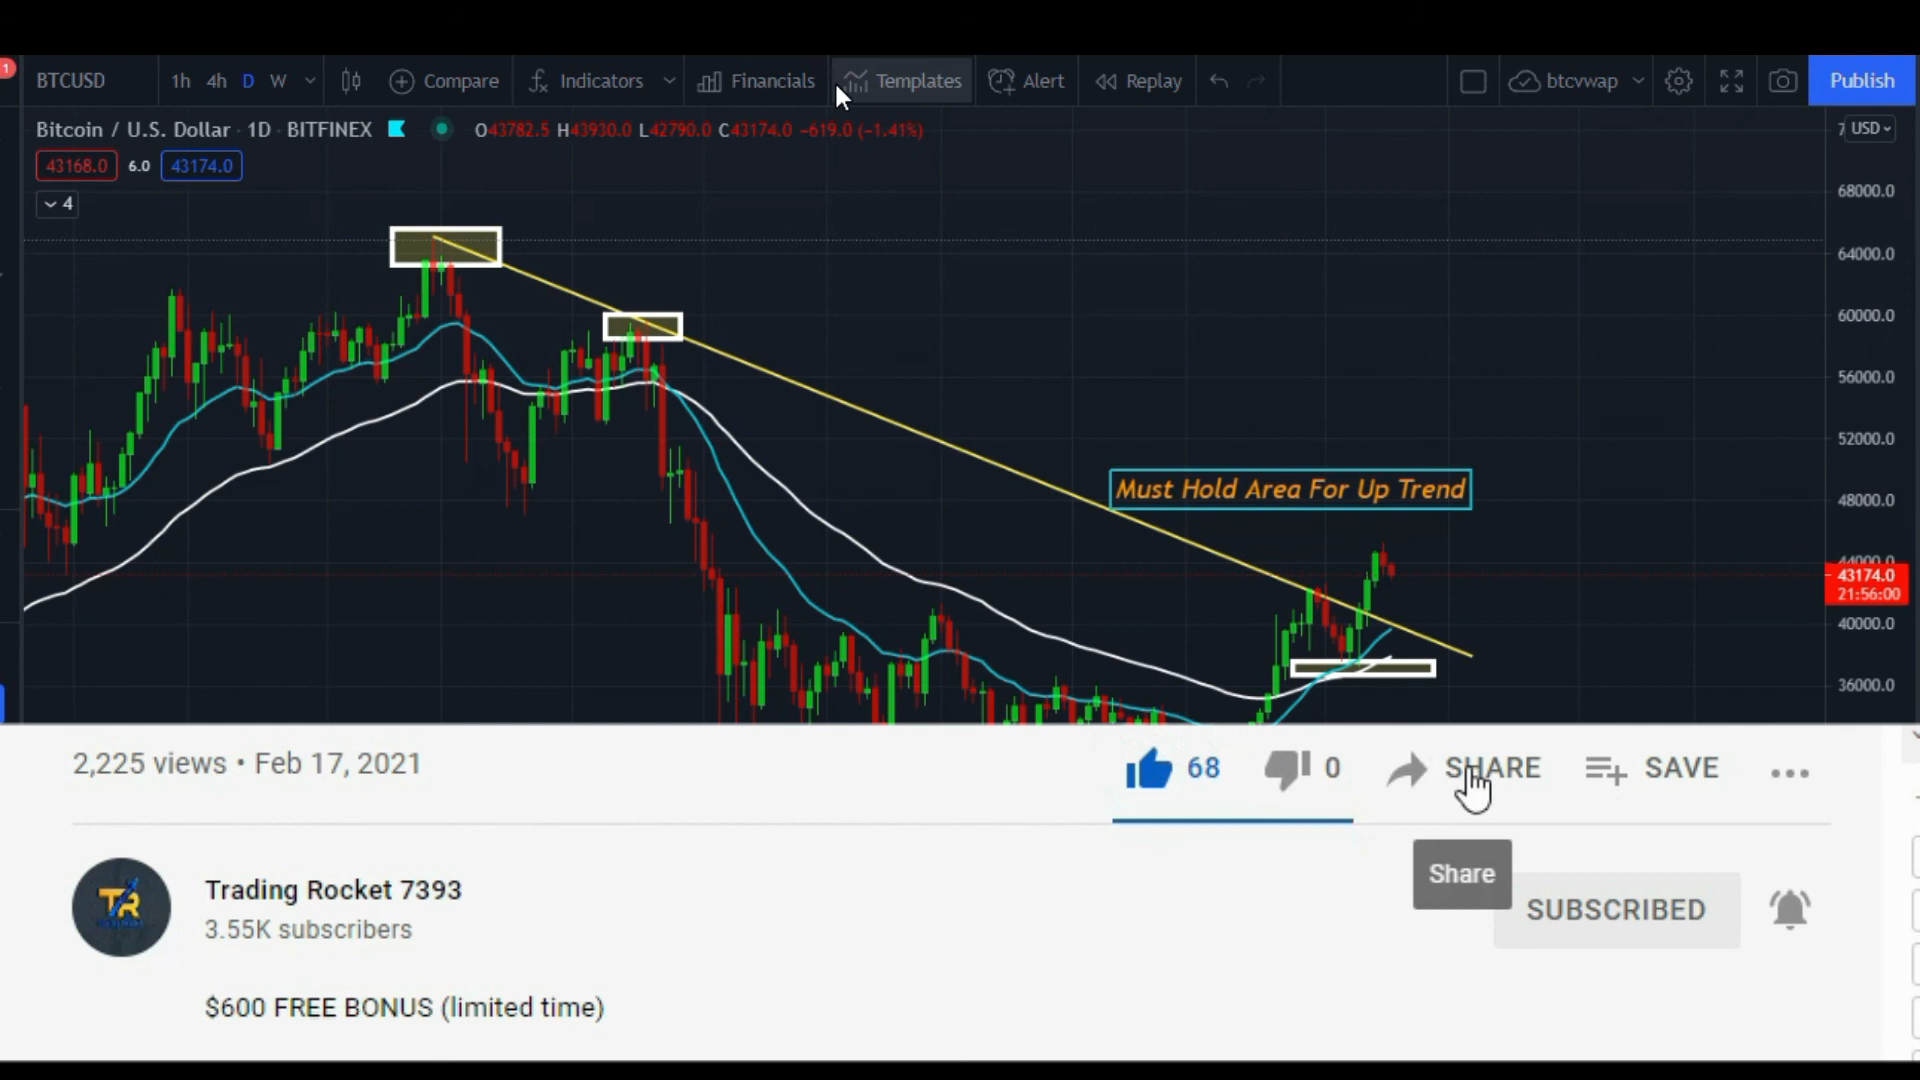 1
BTCUSD 1h 4h D W Compare Indicators Financials Templates Alert Replay btcvwap Publish
Bitcoin / U.S. Dollar · 1D · BITFINEX O43782.5 H43930.0 L42790.0 C43174.0 −619.0 (−1.41%)
USD
43168.0 6.0 43174.0
4
68000.0
64000.0
60000.0
56000.0
52000.0
Must Hold Area For Up Trend
48000.0
44000.0
43174.0
21:56:00
40000.0
36000.0
2,225 views • Feb 17, 2021
68 0 SHARE SAVE
Share
Trading Rocket 7393
3.55K subscribers
SUBSCRIBED
TR
$600 FREE BONUS (limited time)